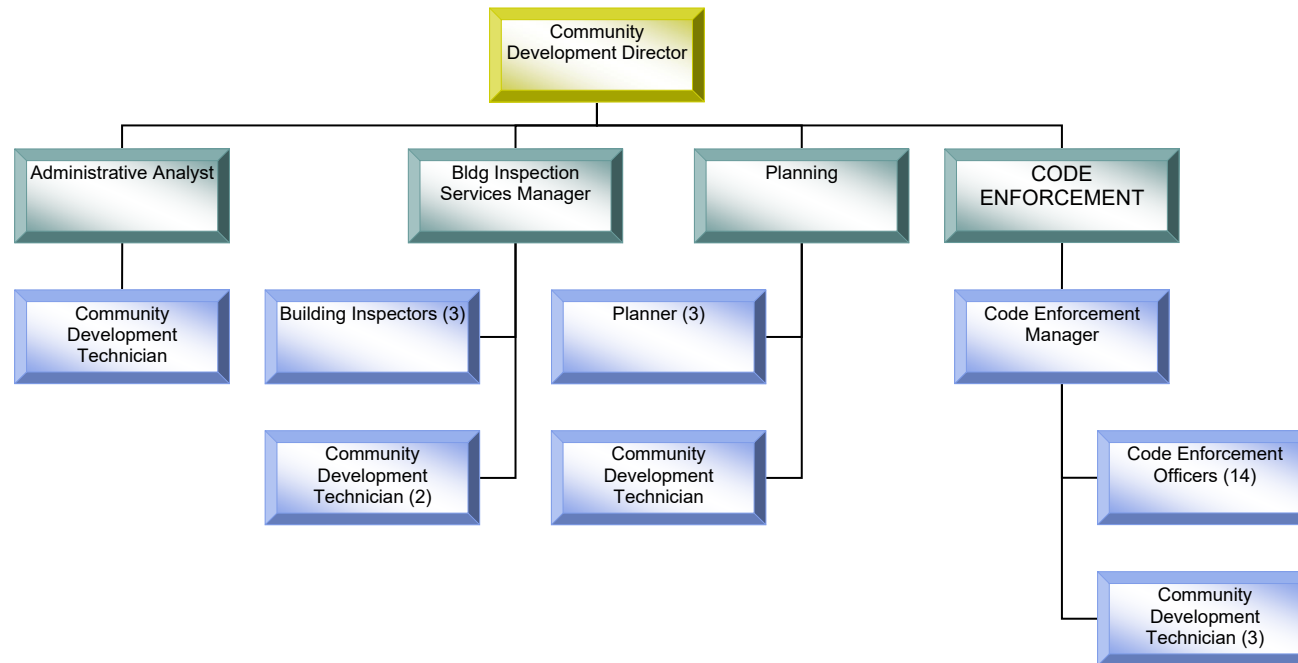 Community
Development Director
Administrative Analyst
Bldg Inspection
Services Manager
Planning
CODE
ENFORCEMENT
Community
Development
Technician
Building Inspectors (3)
Planner (3)
Code Enforcement
Manager
Community
Development
Technician (2)
Community
Development
Technician
Code Enforcement
Officers (14)
Community
Development
Technician (3)